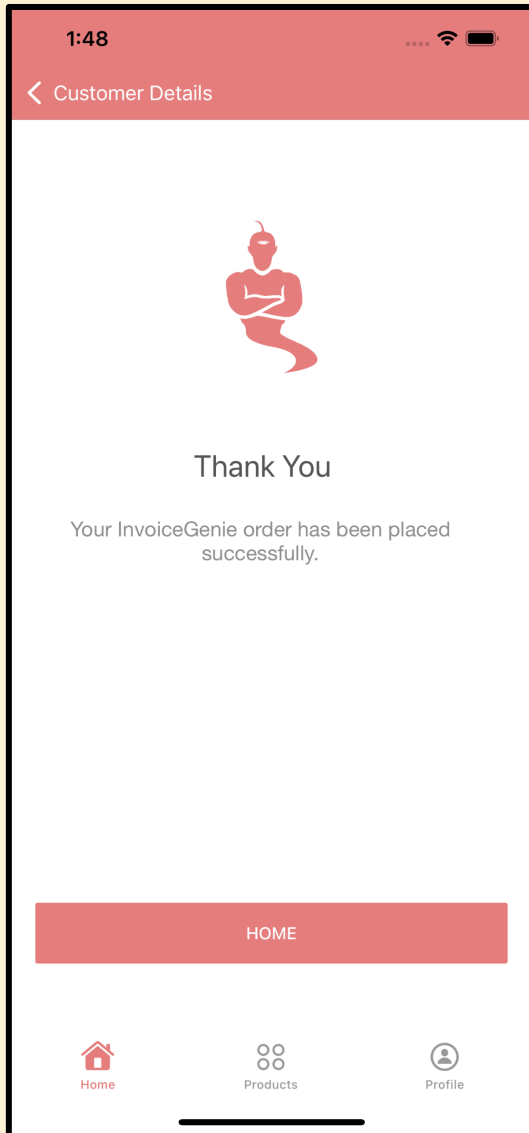 1:48
Customer Details
Thank You
Your InvoiceGenie order has been placed
successfully.
HOME
Home
Products
Profile